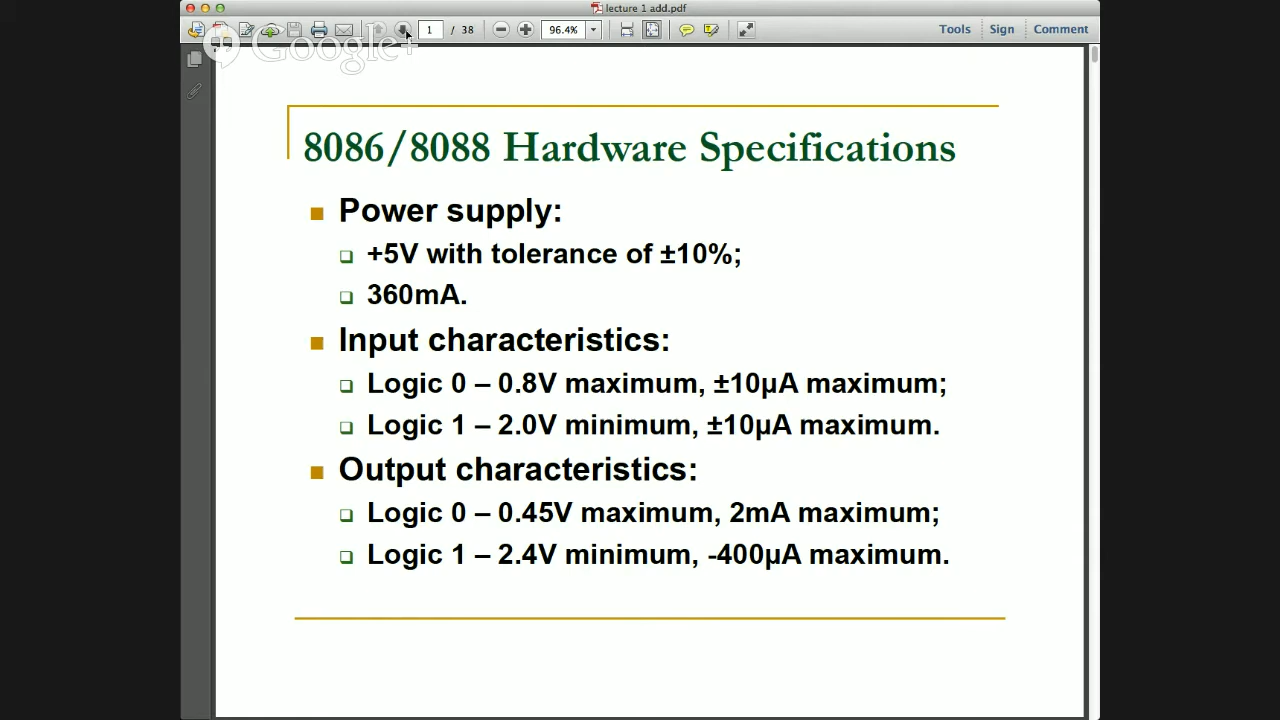 lecture 1 add.pdf
1 / 38 96.4% Tools Sign Comment
Google+
8086/8088 Hardware Specifications
Power supply:
+5V with tolerance of ±10%;
360mA.
Input characteristics:
Logic 0 – 0.8V maximum, ±10µA maximum;
Logic 1 – 2.0V minimum, ±10µA maximum.
Output characteristics:
Logic 0 – 0.45V maximum, 2mA maximum;
Logic 1 – 2.4V minimum, -400µA maximum.